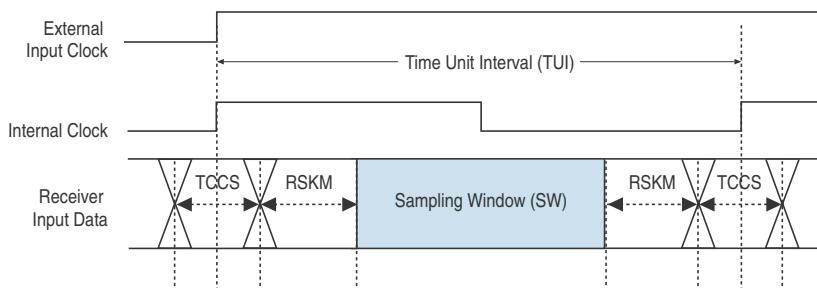 External
Input Clock
Time Unit Interval (TUI)
Internal Clock
TCCS
RSKM
Sampling Window (SW)
RSKM
TCCS
Receiver
Input Data